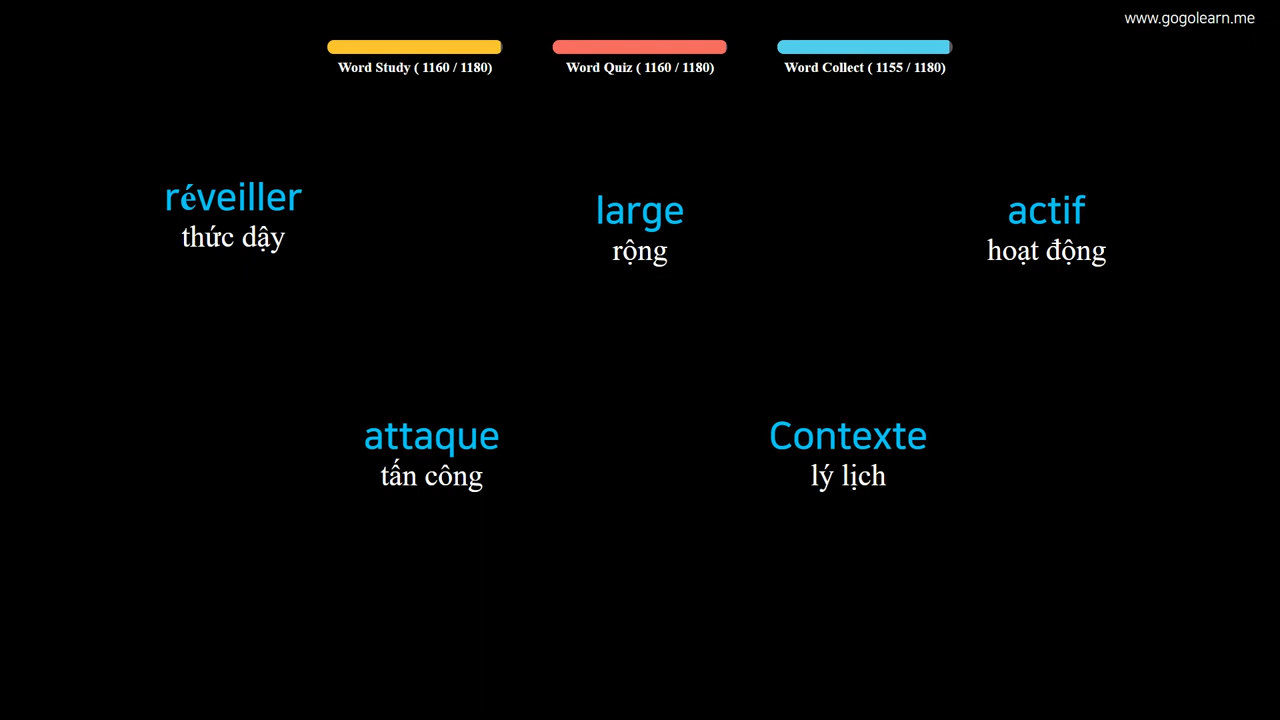 www.gogolearn.me
Word Study ( 1160 / 1180)
Word Quiz ( 1160 / 1180)
Word Collect ( 1155 / 1180)
réveiller
thức dậy
large
rộng
actif
hoạt động
attaque
tấn công
Contexte
lý lịch